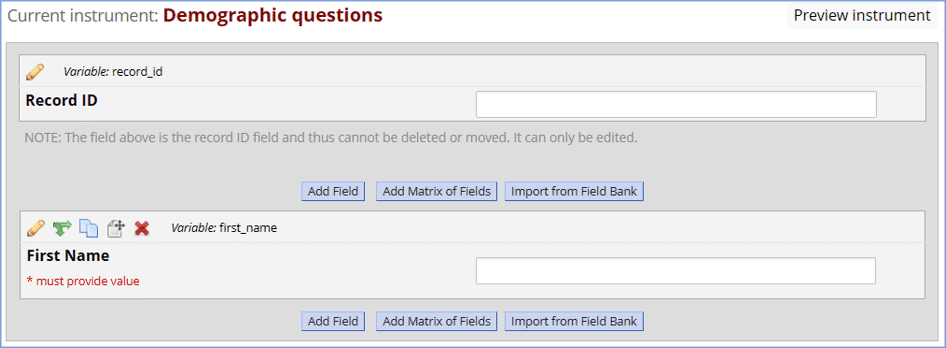 Current instrument: Demographic questions
Preview instrument
Variable: record_id
Record ID
NOTE: The field above is the record ID field and thus cannot be deleted or moved. It can only be edited.
Add Field Add Matrix of Fields Import from Field Bank
Variable: first_name
First Name
* must provide value
Add Field Add Matrix of Fields Import from Field Bank